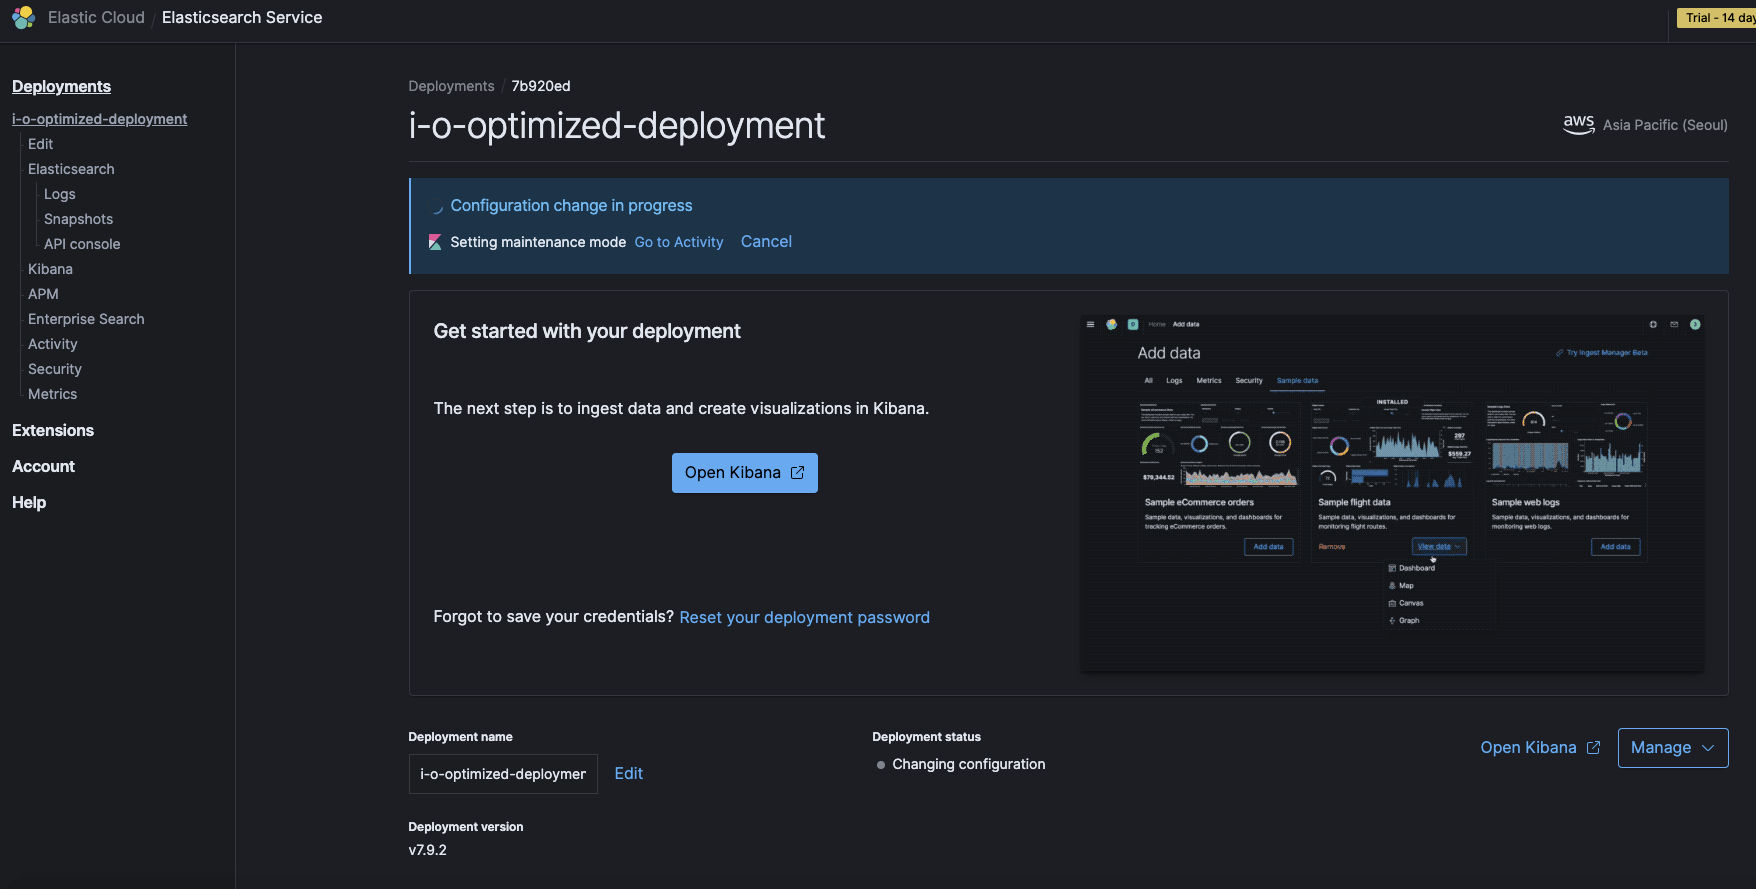 Elastic Cloud / Elasticsearch Service
Trial - 14 day
Deployments
i-o-optimized-deployment
Edit
Elasticsearch
Logs
Snapshots
API console
Kibana
APM
Enterprise Search
Activity
Security
Metrics
Extensions
Account
Help
Deployments / 7b920ed
i-o-optimized-deployment
aws Asia Pacific (Seoul)
Configuration change in progress
Setting maintenance mode Go to Activity Cancel
Get started with your deployment
The next step is to ingest data and create visualizations in Kibana.
Open Kibana
Forgot to save your credentials? Reset your deployment password
Home Add data
Add data
Try Ingest Manager Beta
All Logs Metrics Security Sample data
INSTALLED
287
$559.27
$79,344.52
Sample eCommerce orders
Sample data, visualizations, and dashboards for
tracking eCommerce orders.
Add data
Sample flight data
Sample data, visualizations, and dashboards for
monitoring flight routes.
Remove View data
Dashboard
Map
Canvas
Graph
Sample web logs
Sample data, visualizations, and dashboards for
monitoring web logs.
Add data
Deployment name
i-o-optimized-deploymer Edit
Deployment status
Changing configuration
Open Kibana Manage
Deployment version
v7.9.2